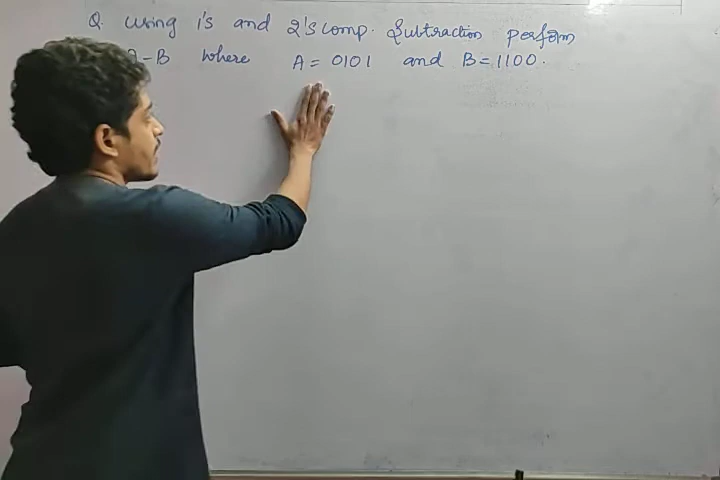 Q. using 1's and 2's comp. Subtraction perform
-B where A = 0101 and B = 1100.